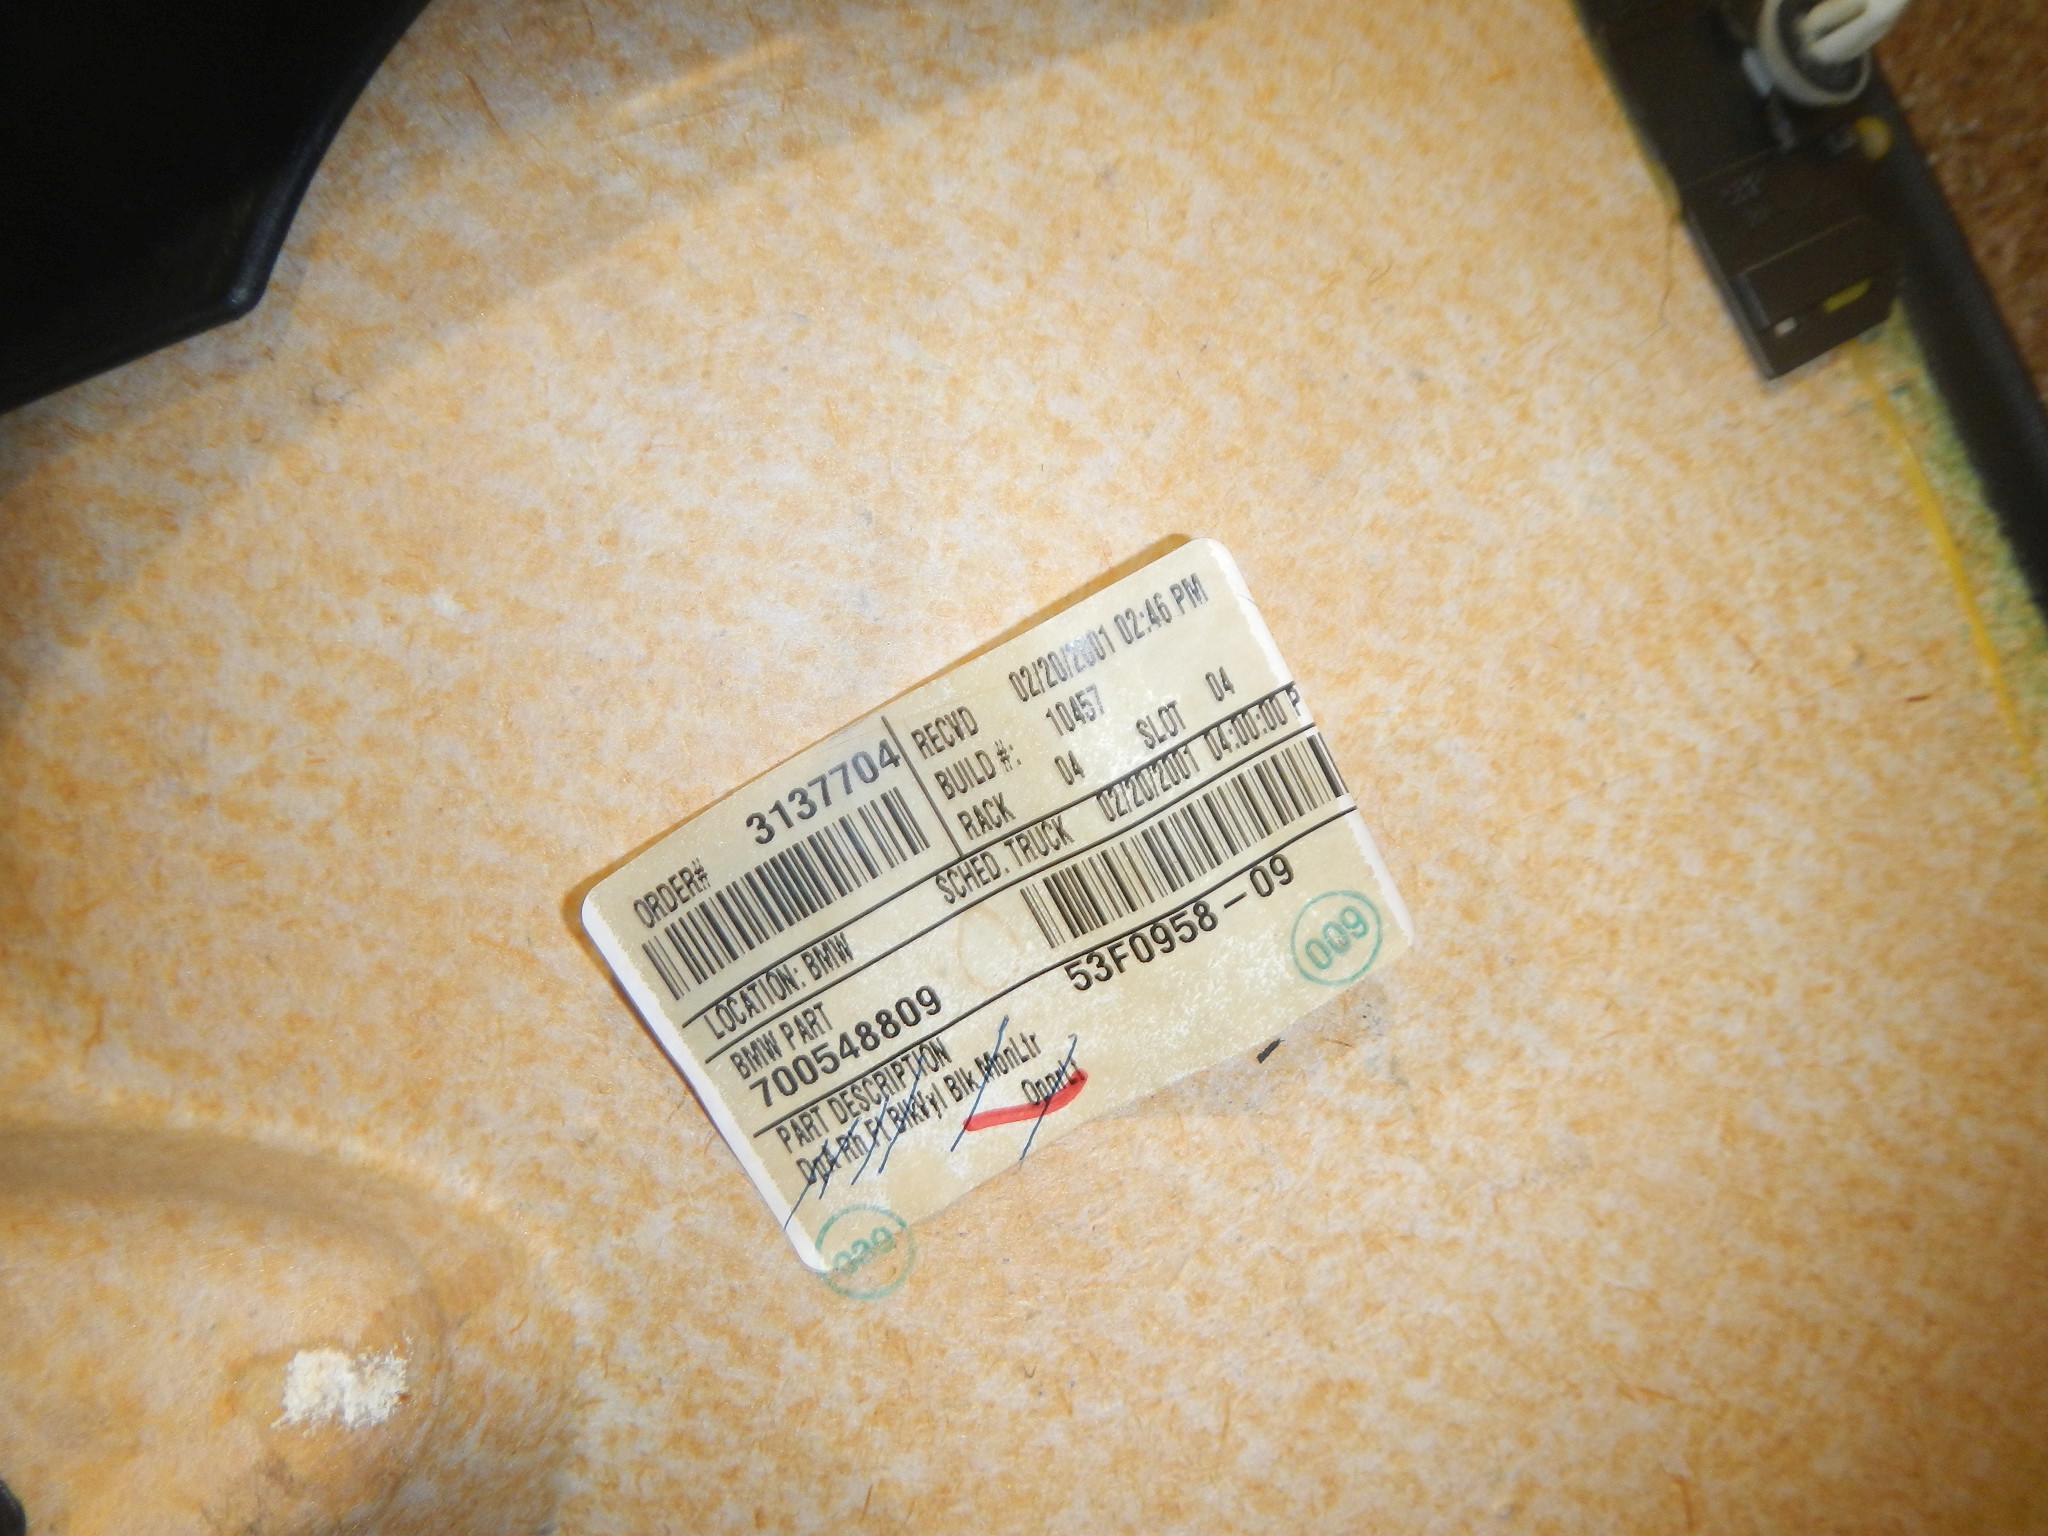 ORDER# 3137704
RECVD 02/20/2001 02:46 PM
BUILD #: 10457
RACK 04 SLOT 04
LOCATION: BMW SCHED. TRUCK 02/20/2001 04:00:00 P
BMW PART
700548809
53F0958-09
PART DESCRIPTION
Rh Ft BlkVyl Blk MonLtr
009